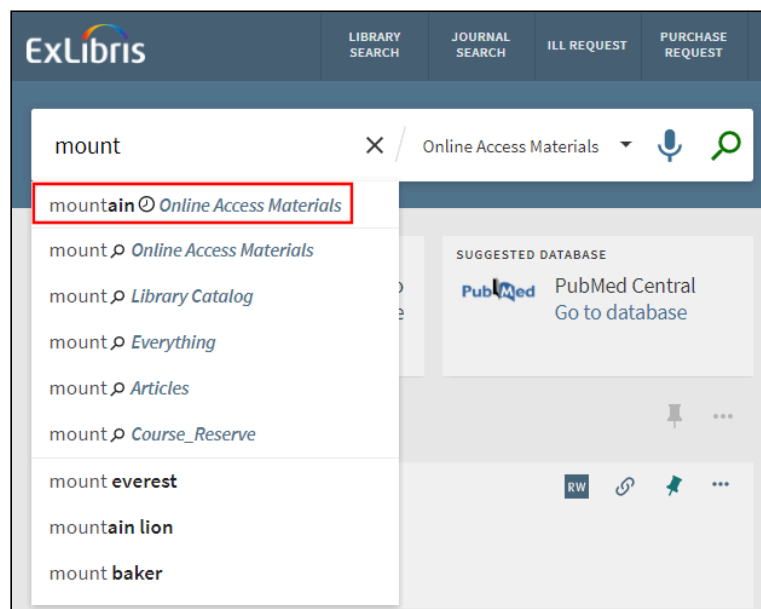 ExLibris
LIBRARY
SEARCH
JOURNAL
SEARCH
ILL REQUEST
PURCHASE
REQUEST
mount
Online Access Materials
mountain Online Access Materials
mount Online Access Materials
mount Library Catalog
mount Everything
mount Articles
mount Course_Reserve
mount everest
mountain lion
mount baker
SUGGESTED DATABASE
PubMed
PubMed Central
Go to database
RW